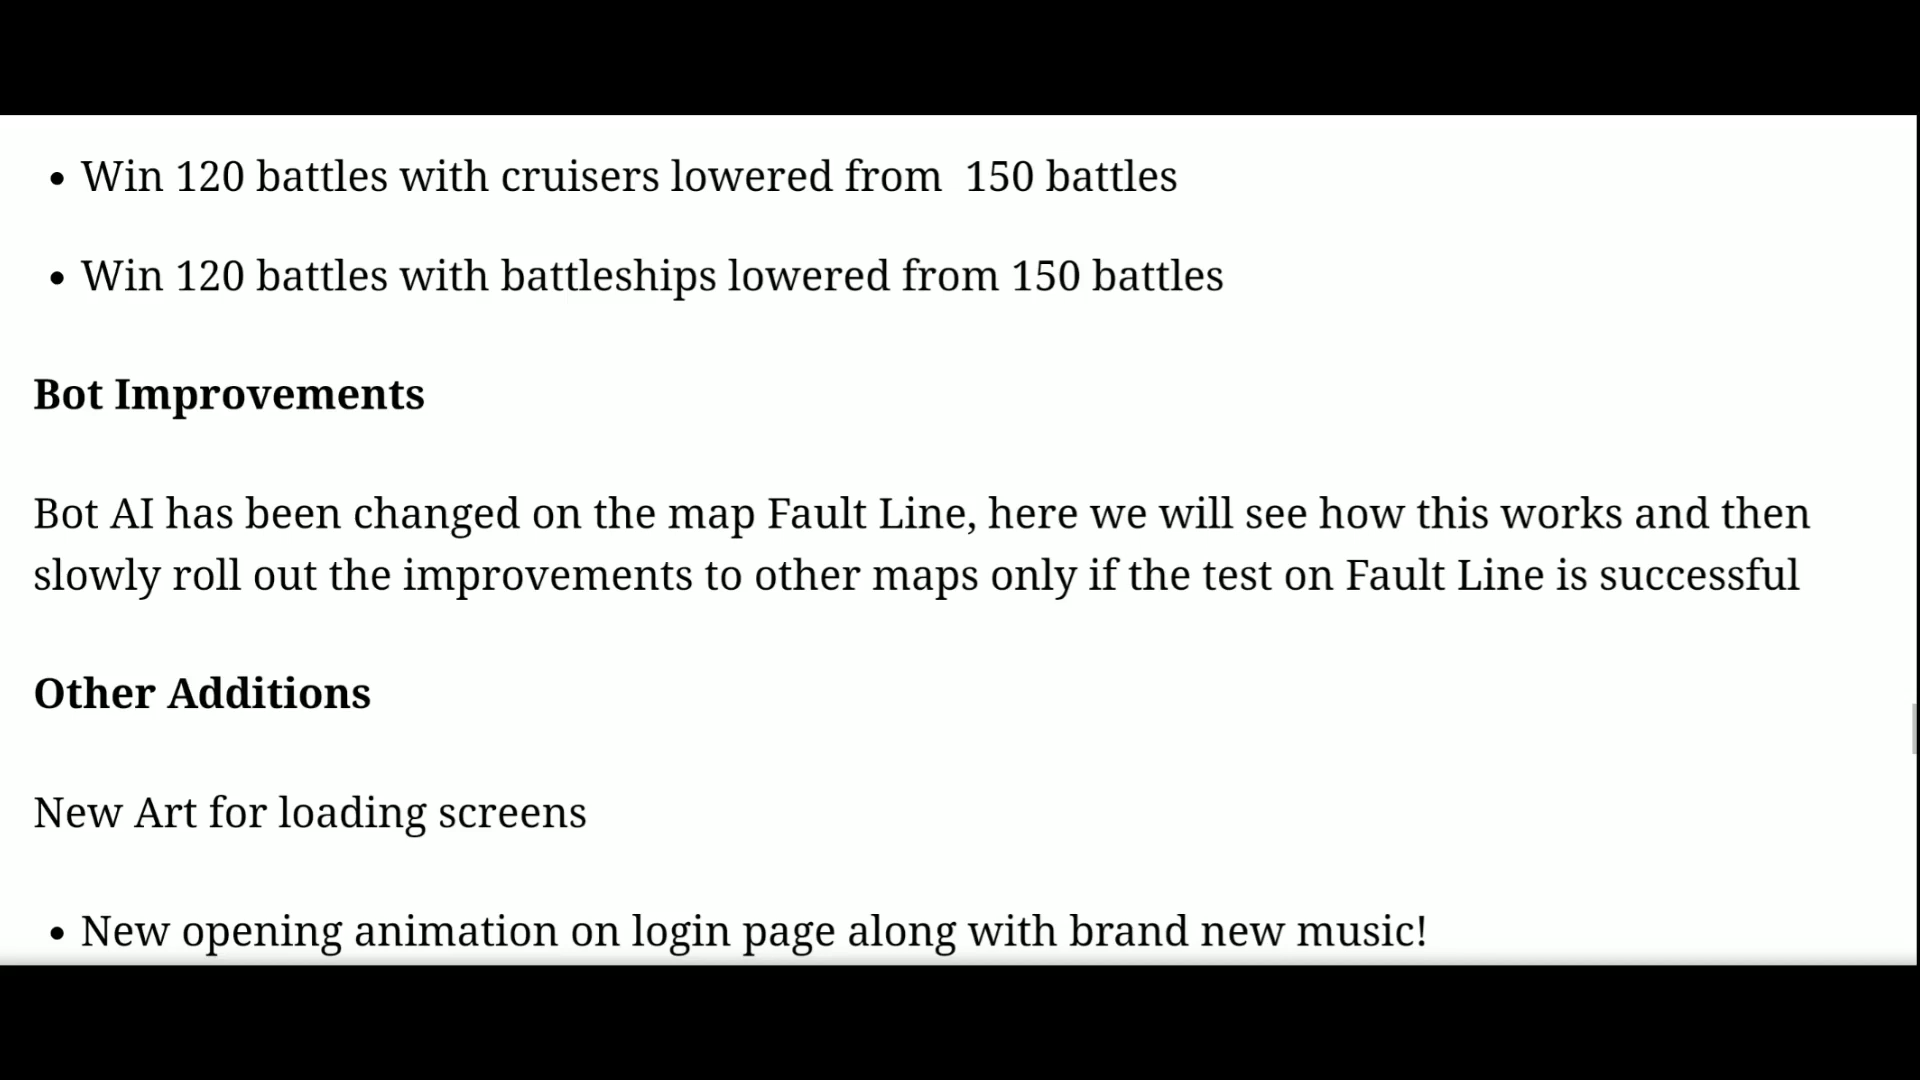 • Win 120 battles with cruisers lowered from  150 battles
• Win 120 battles with battleships lowered from 150 battles
Bot Improvements
Bot AI has been changed on the map Fault Line, here we will see how this works and then
slowly roll out the improvements to other maps only if the test on Fault Line is successful
Other Additions
New Art for loading screens
• New opening animation on login page along with brand new music!